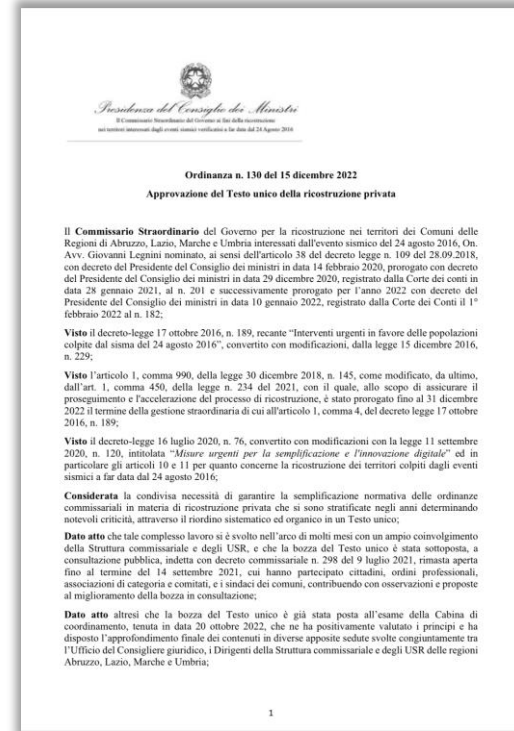 Presidenza del Consiglio dei Ministri
Il Commissario Straordinario del Governo ai fini della ricostruzione
nei territori interessati dagli eventi sismici verificatisi a far data dal 24 Agosto 2016
Ordinanza n. 130 del 15 dicembre 2022
Approvazione del Testo unico della ricostruzione privata
Il Commissario Straordinario del Governo per la ricostruzione nei territori dei Comuni delle
Regioni di Abruzzo, Lazio, Marche e Umbria interessati dall'evento sismico del 24 agosto 2016, On.
Avv. Giovanni Legnini nominato, ai sensi dell'articolo 38 del decreto legge n. 109 del 28.09.2018,
con decreto del Presidente del Consiglio dei ministri in data 14 febbraio 2020, prorogato con decreto
del Presidente del Consiglio dei ministri in data 29 dicembre 2020, registrato dalla Corte dei conti in
data 28 gennaio 2021, al n. 201 e successivamente prorogato per l'anno 2022 con decreto del
Presidente del Consiglio dei ministri in data 10 gennaio 2022, registrato dalla Corte dei Conti il 1°
febbraio 2022 al n. 182;
Visto il decreto-legge 17 ottobre 2016, n. 189, recante “Interventi urgenti in favore delle popolazioni
colpite dal sisma del 24 agosto 2016”, convertito con modificazioni, dalla legge 15 dicembre 2016,
n. 229;
Visto l'articolo 1, comma 990, della legge 30 dicembre 2018, n. 145, come modificato, da ultimo,
dall'art. 1, comma 450, della legge n. 234 del 2021, con il quale, allo scopo di assicurare il
proseguimento e l'accelerazione del processo di ricostruzione, è stato prorogato fino al 31 dicembre
2022 il termine della gestione straordinaria di cui all'articolo 1, comma 4, del decreto legge 17 ottobre
2016, n. 189;
Visto il decreto-legge 16 luglio 2020, n. 76, convertito con modificazioni con la legge 11 settembre
2020, n. 120, intitolata “Misure urgenti per la semplificazione e l'innovazione digitale” ed in
particolare gli articoli 10 e 11 per quanto concerne la ricostruzione dei territori colpiti dagli eventi
sismici a far data dal 24 agosto 2016;
Considerata la condivisa necessità di garantire la semplificazione normativa delle ordinanze
commissariali in materia di ricostruzione privata che si sono stratificate negli anni determinando
notevoli criticità, attraverso il riordino sistematico ed organico in un Testo unico;
Dato atto che tale complesso lavoro si è svolto nell'arco di molti mesi con un ampio coinvolgimento
della Struttura commissariale e degli USR, e che la bozza del Testo unico è stata sottoposta, a
consultazione pubblica, indetta con decreto commissariale n. 298 del 9 luglio 2021, rimasta aperta
fino al termine del 14 settembre 2021, cui hanno partecipato cittadini, ordini professionali,
associazioni di categoria e comitati, e i sindaci dei comuni, contribuendo con osservazioni e proposte
al miglioramento della bozza in consultazione;
Dato atto altresì che la bozza del Testo unico è già stata posta all'esame della Cabina di
coordinamento, tenuta in data 20 ottobre 2022, che ne ha positivamente valutato i principi e ha
disposto l'approfondimento finale dei contenuti in diverse apposite sedute svolte congiuntamente tra
l'Ufficio del Consigliere giuridico, i Dirigenti della Struttura commissariale e degli USR delle regioni
Abruzzo, Lazio, Marche e Umbria;
1